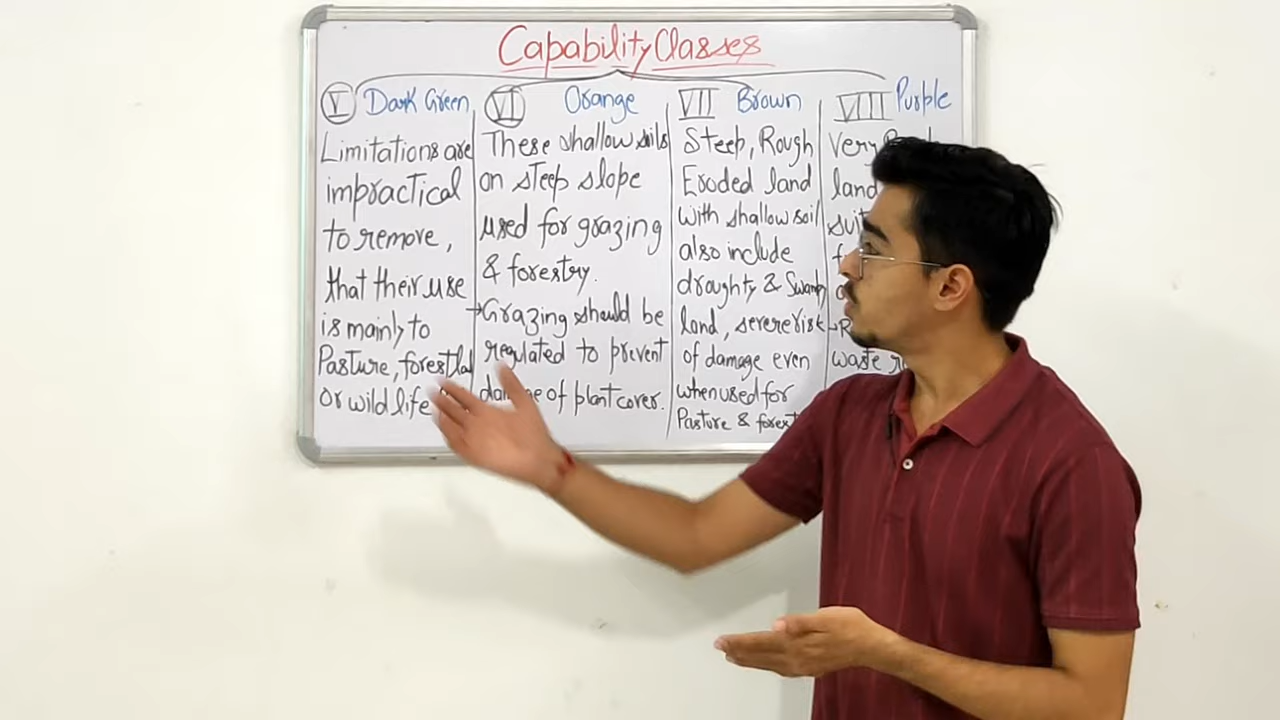 Capability Classes
V Dark Green
Limitations are
impractical
to remove,
that their use
is mainly to
Pasture,
Or wild life
VI Orange
These shallow soils
on steep slope
used for grazing
& forestry.
→Grazing should be
regulated to prevent
of plant cover.
VII Brown
Steep, Rough
Eroded land
with shallow soil
also include
droughty &
land, severe risk
of damage even
when used for
Pasture &
VIII Purple
Very
land
waste